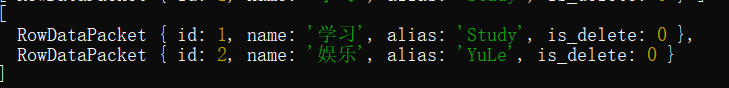 [
RowDataPacket { id: 1, name: '学习', alias: 'Study', is_delete: 0 },
RowDataPacket { id: 2, name: '娱乐', alias: 'YuLe', is_delete: 0 }
]